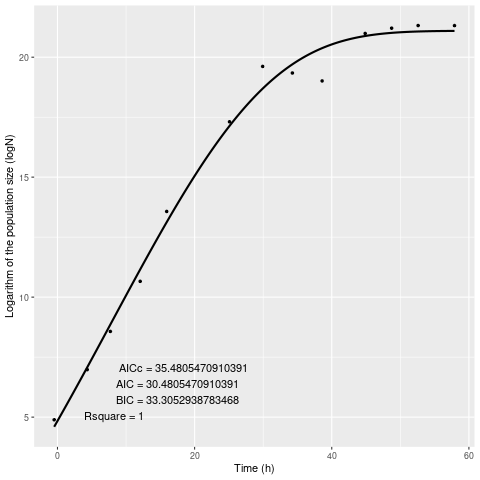 Logarithm of the population size (logN)
20
15
10
5
AICc = 35.4805470910391
AIC = 30.4805470910391
BIC = 33.3052938783468
Rsquare = 1
0
20
40
60
Time (h)